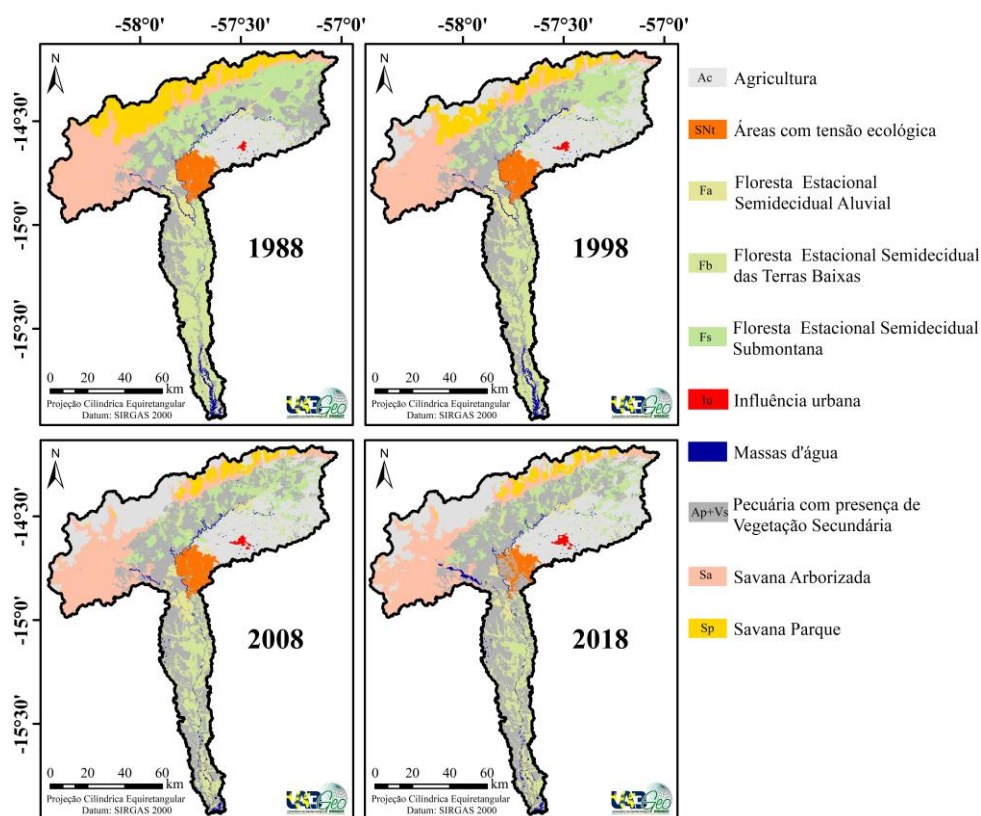 -58°0' -57°30' -57°0' -58°0' -57°30' -57°0'
N
-14°30'
-15°0'
-15°30'
1988
0 20 40 60
km
Projeção Cilíndrica Equiretangular
Datum: SIRGAS 2000
Geo
N
1998
0 20 40 60
km
Projeção Cilíndrica Equiretangular
Datum: SIRGAS 2000
Geo
N
-14°30'
-15°0'
-15°30'
2008
0 20 40 60
km
Projeção Cilíndrica Equiretangular
Datum: SIRGAS 2000
Geo
N
2018
0 20 40 60
km
Projeção Cilíndrica Equiretangular
Datum: SIRGAS 2000
Geo
Ac Agricultura
SNt Áreas com tensão ecológica
Fa Floresta Estacional
Semidecidual Aluvial
Fb Floresta Estacional Semidecidual
das Terras Baixas
Fs Floresta Estacional Semidecidual
Submontana
Iu Influência urbana
Massas d'água
Ap+Vs Pecuária com presença de
Vegetação Secundária
Sa Savana Arborizada
Sp Savana Parque